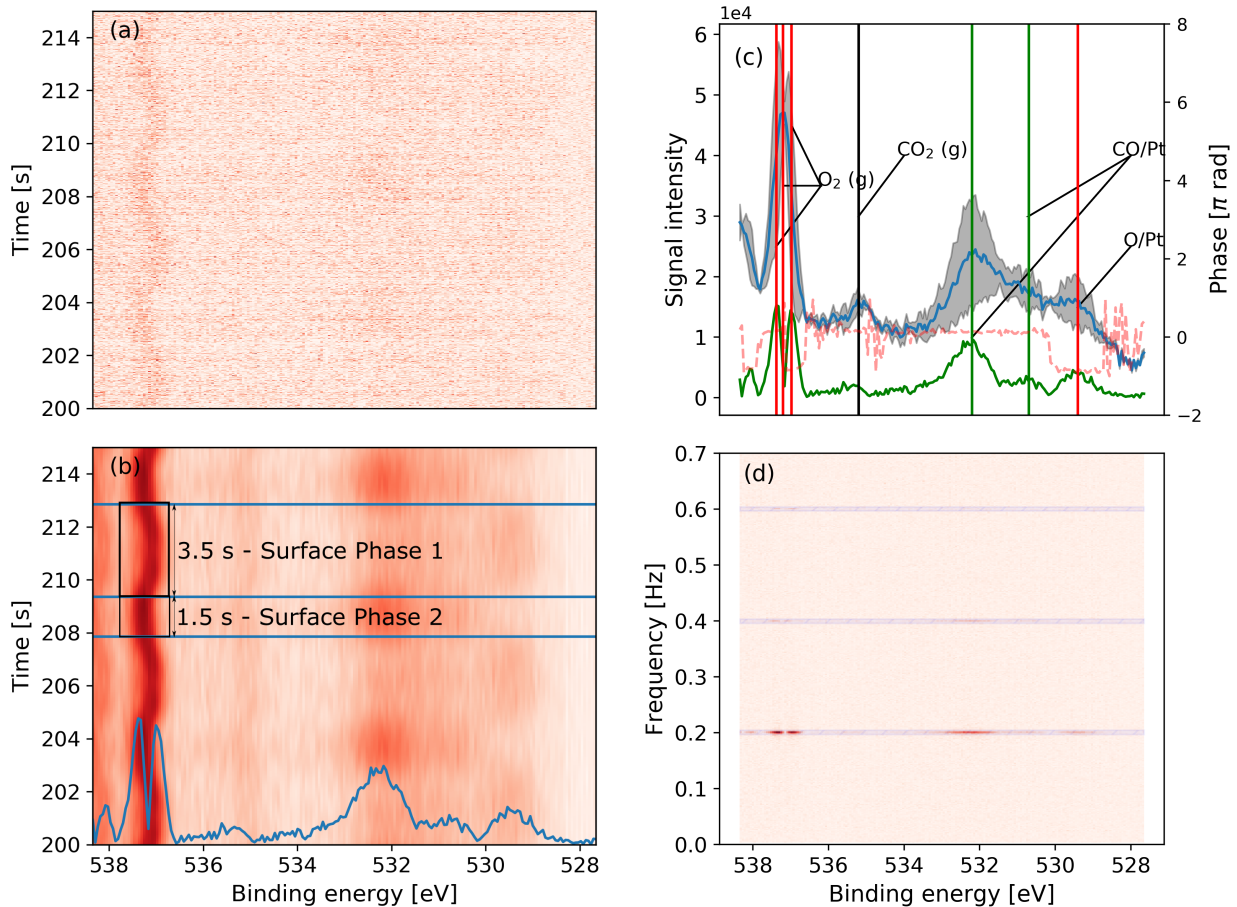 (a)
214
212
210
208
206
204
202
200
Time [s]
(b)
214
212
210
208
206
204
202
200
Time [s]
3.5 s - Surface Phase 1
1.5 s - Surface Phase 2
538
536
534
532
530
528
Binding energy [eV]
1e4
(c)
6
5
4
3
2
1
0
Signal intensity
O₂ (g)
CO₂ (g)
CO/Pt
O/Pt
8
6
4
2
0
−2
Phase [π rad]
(d)
0.7
0.6
0.5
0.4
0.3
0.2
0.1
0.0
Frequency [Hz]
538
536
534
532
530
528
Binding energy [eV]